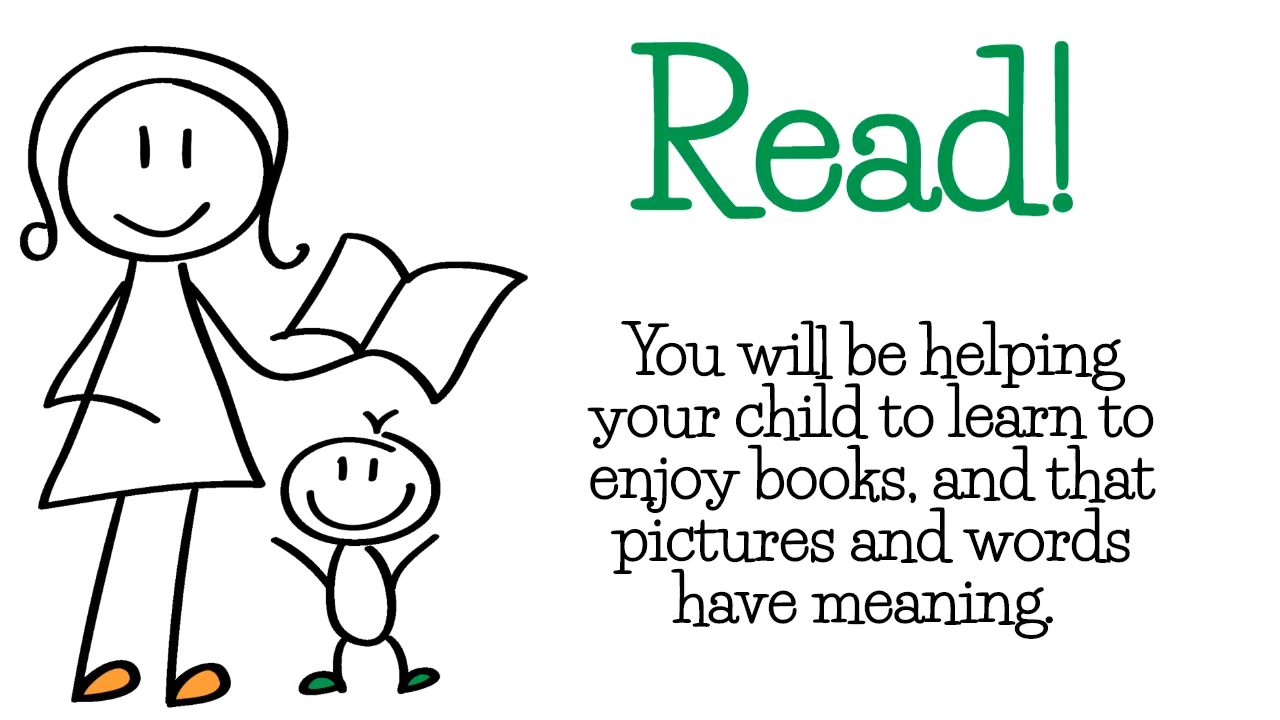 Read!
You will be helping
your child to learn to
enjoy books, and that
pictures and words
have meaning.